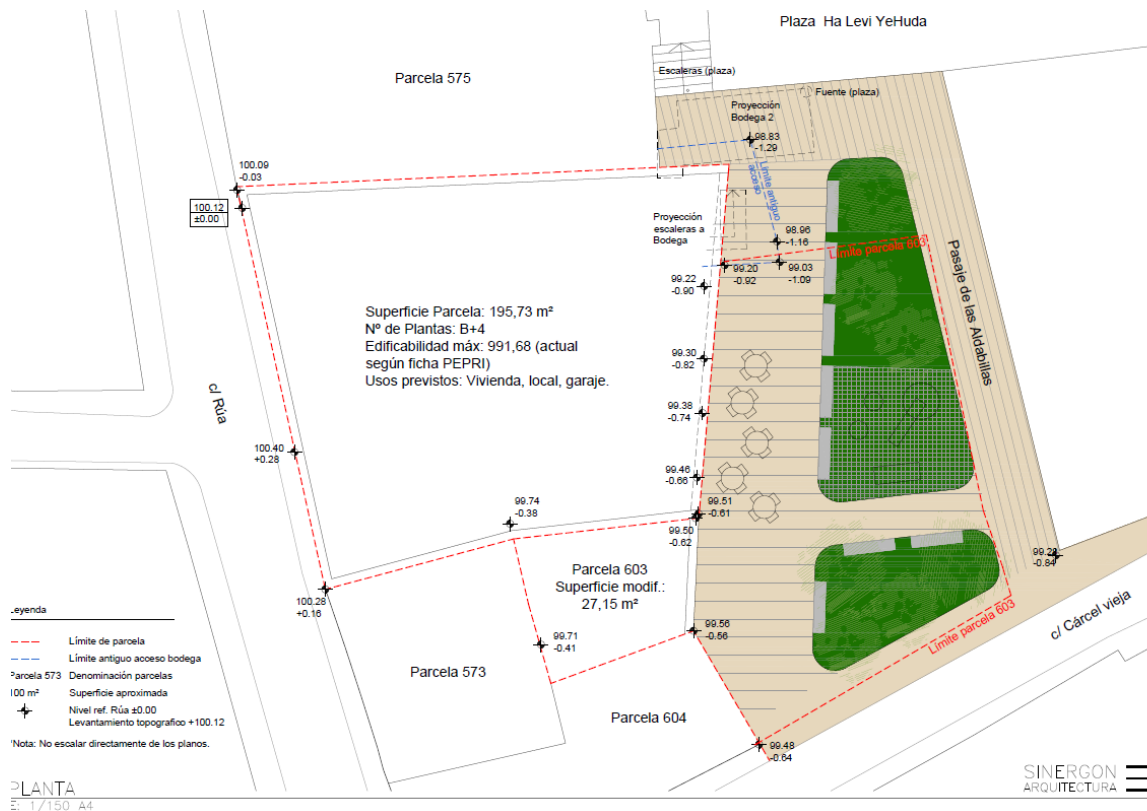 Plaza Ha Levi YeHuda
Parcela 575
Escaleras (plaza)
Fuente (plaza)
Proyección
Bodega 2
98.83
-1.29
Límite antiguo
acceso
100.09
-0.03
100.12
±0.00
Proyección
escaleras a
Bodega
98.96
-1.16
Límite parcela 603
99.20
-0.92
99.03
-1.09
99.22
-0.90
Pasaje de las Aldabillas
Superficie Parcela: 195,73 m²
Nº de Plantas: B+4
Edificabilidad máx: 991,68 (actual
según ficha PEPRI)
Usos previstos: Vivienda, local, garaje.
99.30
-0.82
c/ Rúa
99.38
-0.74
100.40
+0.28
99.46
-0.66
99.74
-0.38
99.51
-0.61
99.50
-0.62
Parcela 603
Superficie modif.:
27,15 m²
-0.84
100.28
+0.16
c/ Cárcel vieja
99.56
-0.56
Límite parcela 603
99.71
-0.41
Parcela 573
Parcela 604
99.48
-0.64
eyenda
Límite de parcela
Límite antiguo acceso bodega
Parcela 573 Denominación parcelas
100 m² Superficie aproximada
Nivel ref. Rúa ±0.00
Levantamiento topografico +100.12
*Nota: No escalar directamente de los planos.
PLANTA
E: 1/150 A4
SINERGON
ARQUITECTURA